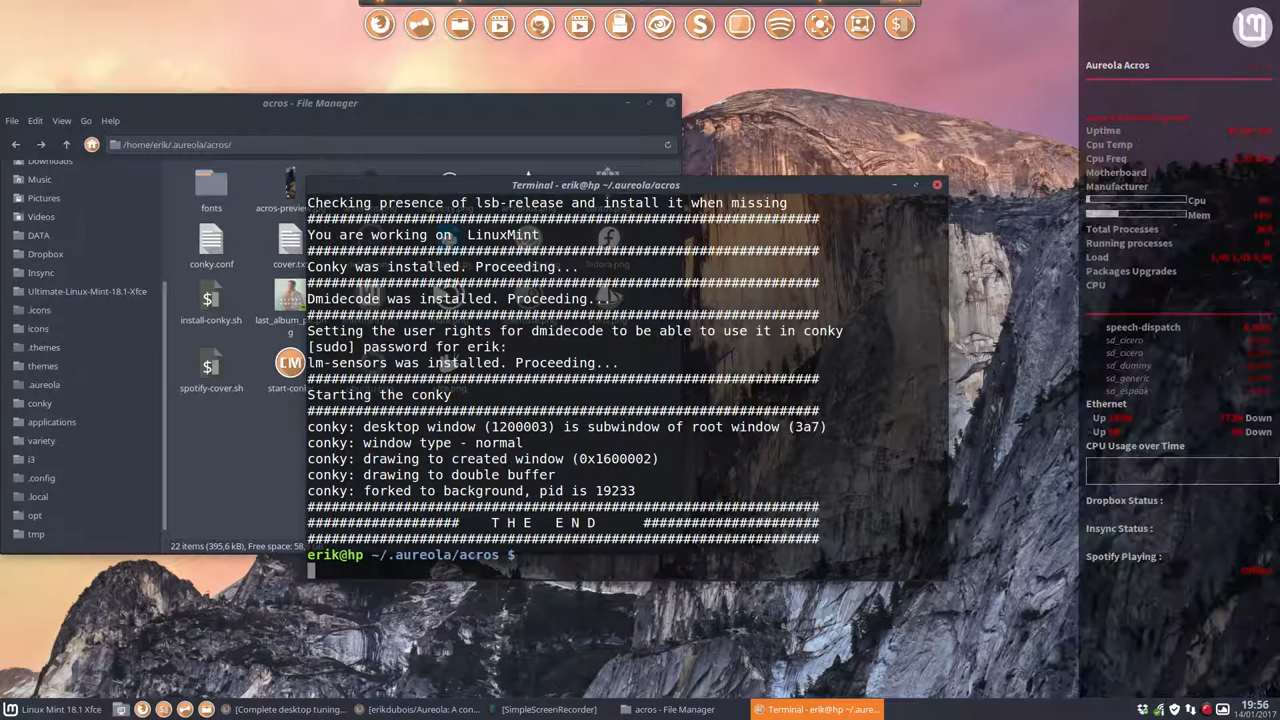 acros - File Manager
File Edit View Go Help
/home/erik/.aureola/acros/
Downloads
Music
Pictures
Videos
DATA
Dropbox
Insync
Ultimate-Linux-Mint-18.1-Xfce
.icons
icons
.themes
themes
.aureola
conky
applications
variety
i3
.config
.local
opt
tmp
fonts
conky.conf
install-conky.sh
spotify-cover.sh
22 items (395,6 kB), Free space: 58,
Terminal - erik@hp ~/.aureola/acros
Checking presence of lsb-release and install it when missing
################################################################
You are working on  LinuxMint
################################################################
Conky was installed. Proceeding...
################################################################
Dmidecode was installed. Proceeding...
################################################################
Setting the user rights for dmidecode to be able to use it in conky
[sudo] password for erik:
lm-sensors was installed. Proceeding...
################################################################
Starting the conky
################################################################
conky: desktop window (1200003) is subwindow of root window (3a7)
conky: window type - normal
conky: drawing to created window (0x1600002)
conky: drawing to double buffer
conky: forked to background, pid is 19233
################################################################
###################    T H E   E N D      ######################
################################################################
erik@hp ~/.aureola/acros $
Aureola Acros
Uptime
Cpu Temp
Cpu Freq
Motherboard
Manufacturer
Cpu
Mem
Total Processes
Running processes
Load
Packages Upgrades
CPU
speech-dispatch
sd_cicero
sd_cicero
sd_dummy
sd_generic
sd_espeak
Ethernet
Up Down
Up Down
CPU Usage over Time
Dropbox Status :
Insync Status :
Spotify Playing :
Offline
Linux Mint 18.1 Xfce
[Complete desktop tuning...
[erikdubois/Aureola: A con...
[SimpleScreenRecorder]
acros - File Manager
Terminal - erik@hp ~/.aure...
19:56
14/01/2017